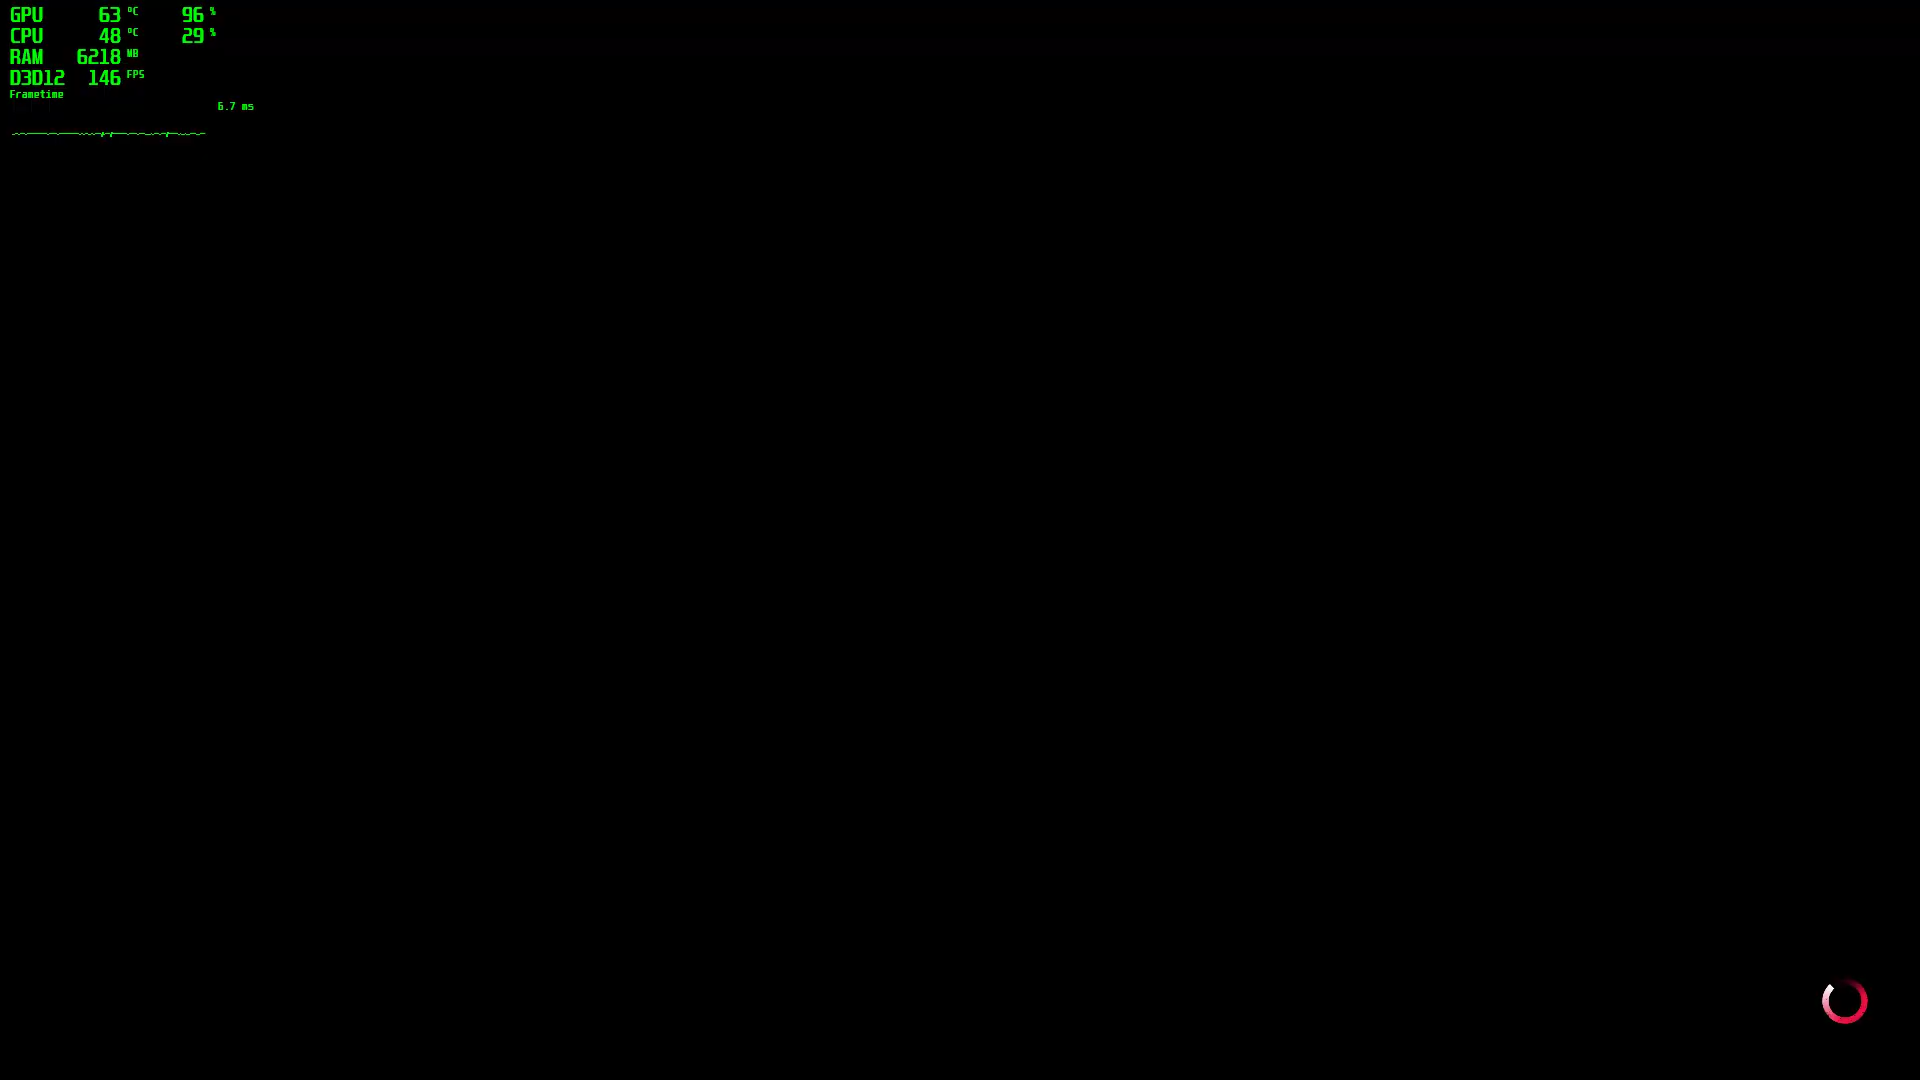 GPU 63 °C 96 %
CPU 48 °C 29 %
RAM 6218 MB
D3D12 146 FPS
Frametime
6.7 ms